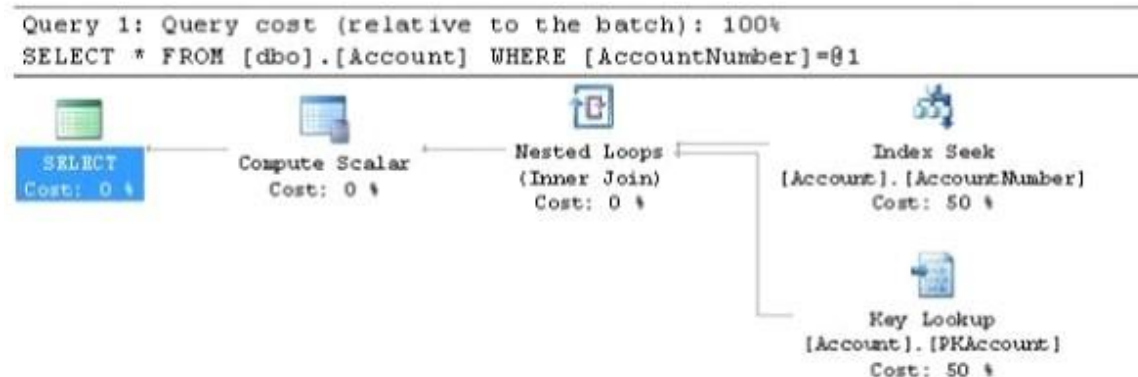 Query 1: Query cost (relative to the batch): 100%
SELECT * FROM [dbo].[Account] WHERE [AccountNumber]=@1
SELECT
Cost: 0 %
Compute Scalar
Cost: 0 %
Nested Loops
(Inner Join)
Cost: 0 %
Index Seek
[Account].[AccountNumber]
Cost: 50 %
Key Lookup
[Account].[PKAccount]
Cost: 50 %